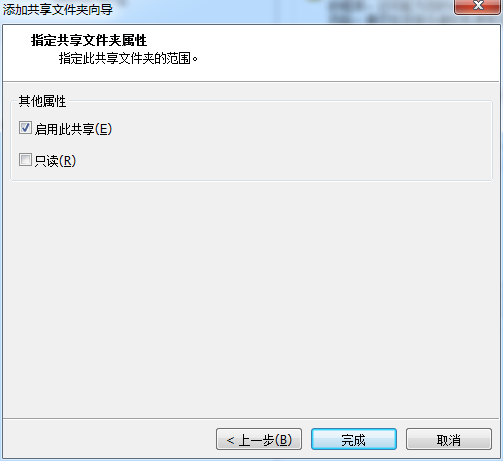 添加共享文件夹向导
指定共享文件夹属性
指定此共享文件夹的范围。
其他属性
启用此共享(E)
只读(R)
< 上一步(B)
完成
取消